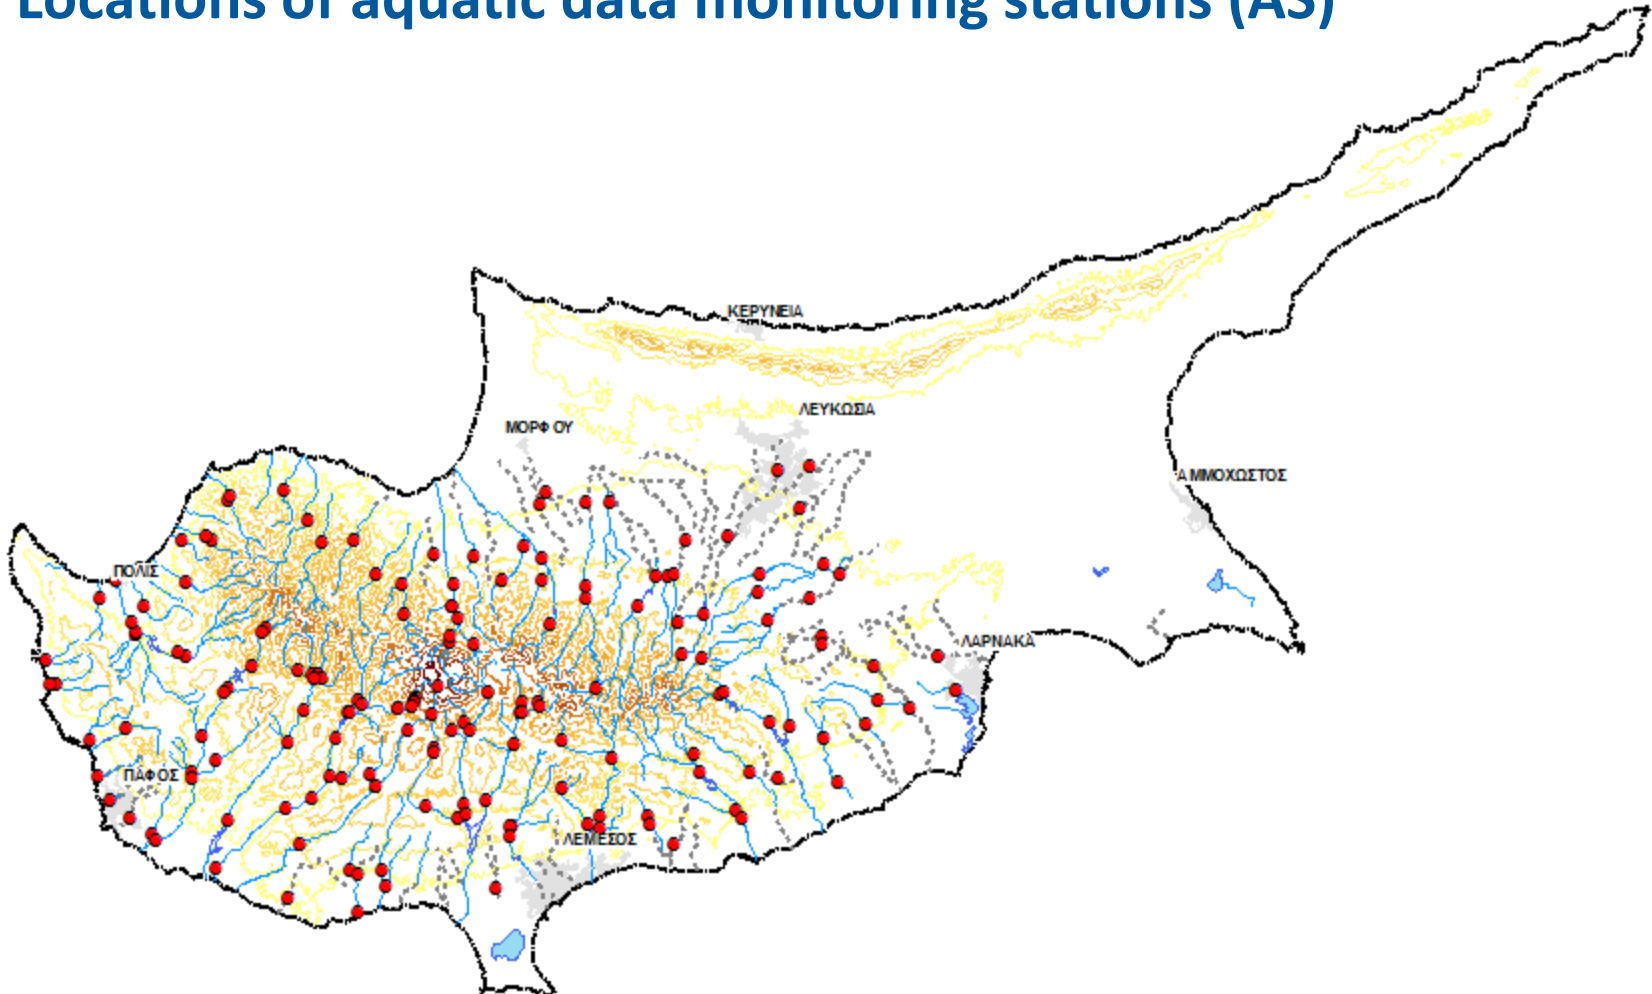 Locations of aquatic data monitoring stations (AS)
ΚΕΡΥΝΕΙΑ
ΛΕΥΚΩΣΙΑ
ΜΟΡΦΟΥ
ΑΜΜΟΧΩΣΤΟΣ
ΠΟΛΙΣ
ΛΑΡΝΑΚΑ
ΠΑΦΟΣ
ΛΕΜΕΣΟΣ